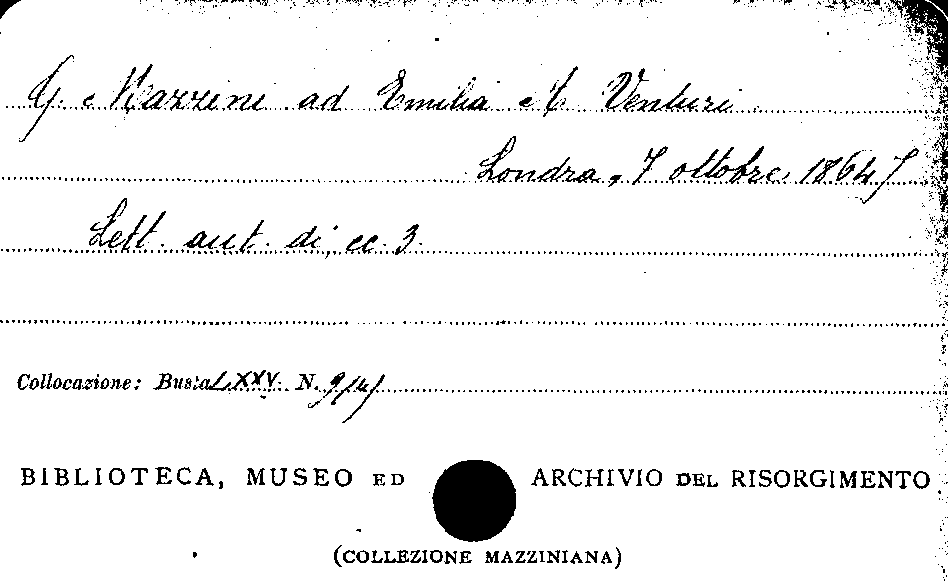 G. Mazzini ad Emilia A. Venturi
Londra, 7 ottobre 1864
Lett. aut. di cc. 3.
Collocazione: Busta LXXV. N. 9/4)
BIBLIOTECA, MUSEO ED ARCHIVIO DEL RISORGIMENTO
(COLLEZIONE MAZZINIANA)